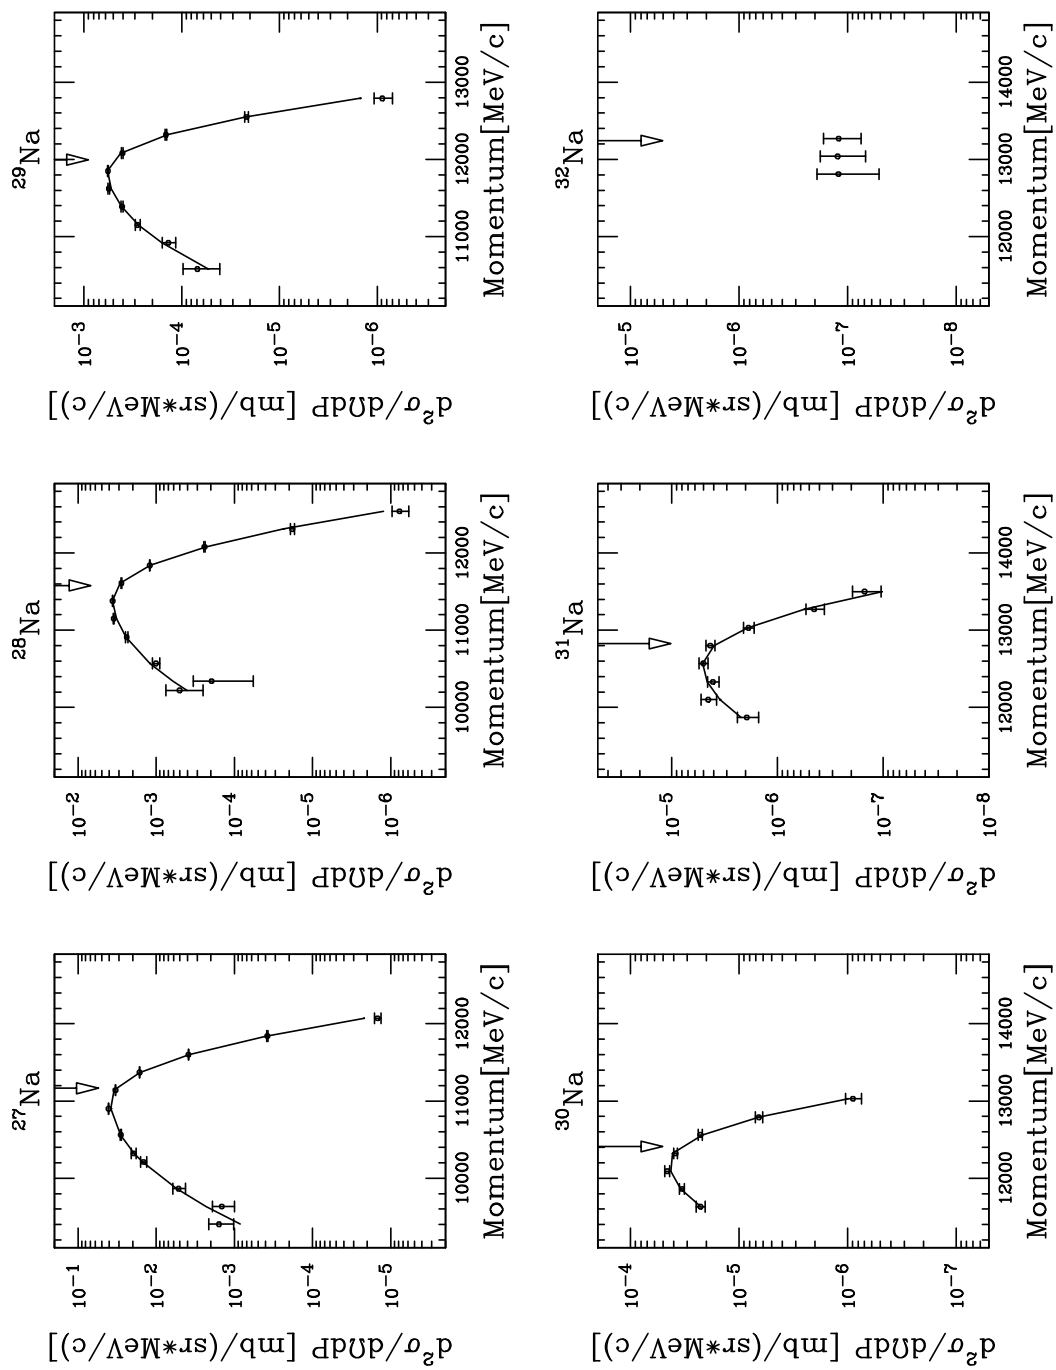 ²⁷Na
d²σ/dΩdP [mb/(sr*MeV/c)]
10⁻¹
10⁻²
10⁻³
10⁻⁴
10⁻⁵
10000 11000 12000
Momentum[MeV/c]
²⁸Na
d²σ/dΩdP [mb/(sr*MeV/c)]
10⁻²
10⁻³
10⁻⁴
10⁻⁵
10⁻⁶
10000 11000 12000
Momentum[MeV/c]
²⁹Na
d²σ/dΩdP [mb/(sr*MeV/c)]
10⁻³
10⁻⁴
10⁻⁵
10⁻⁶
11000 12000 13000
Momentum[MeV/c]
³⁰Na
d²σ/dΩdP [mb/(sr*MeV/c)]
10⁻⁴
10⁻⁵
10⁻⁶
10⁻⁷
12000 13000 14000
Momentum[MeV/c]
³¹Na
d²σ/dΩdP [mb/(sr*MeV/c)]
10⁻⁵
10⁻⁶
10⁻⁷
10⁻⁸
12000 13000 14000
Momentum[MeV/c]
³²Na
d²σ/dΩdP [mb/(sr*MeV/c)]
10⁻⁵
10⁻⁶
10⁻⁷
10⁻⁸
12000 13000 14000
Momentum[MeV/c]